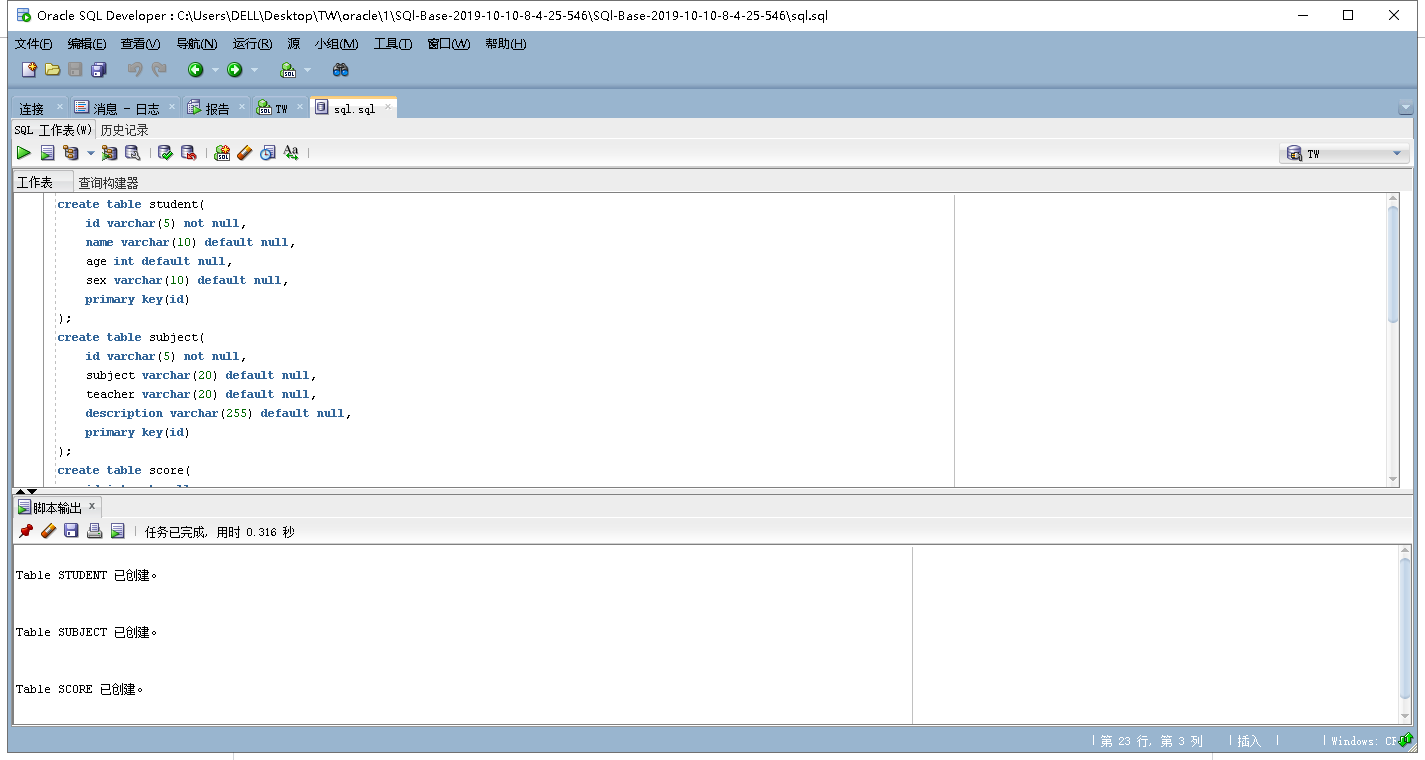 Oracle SQL Developer : C:\Users\DELL\Desktop\TW\oracle\1\SQl-Base-2019-10-10-8-4-25-546\SQl-Base-2019-10-10-8-4-25-546\sql.sql
文件(F) 编辑(E) 查看(V) 导航(N) 运行(R) 源 小组(M) 工具(T) 窗口(W) 帮助(H)
连接 消息 - 日志 报告 TW sql.sql
SQL 工作表(W) 历史记录
TW
工作表 查询构建器
create table student(
id varchar(5) not null,
name varchar(10) default null,
age int default null,
sex varchar(10) default null,
primary key(id)
);
create table subject(
id varchar(5) not null,
subject varchar(20) default null,
teacher varchar(20) default null,
description varchar(255) default null,
primary key(id)
);
create table score(
脚本输出 x
任务已完成, 用时 0.316 秒
Table STUDENT 已创建。
Table SUBJECT 已创建。
Table SCORE 已创建。
第 23 行, 第 3 列 插入 Windows: CR